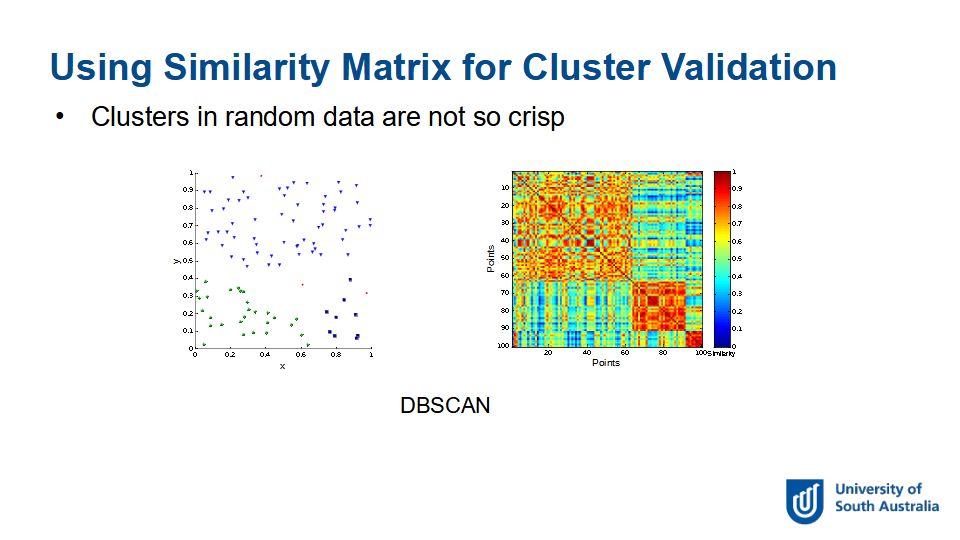 Using Similarity Matrix for Cluster Validation
• Clusters in random data are not so crisp
1
0.9
0.8
0.7
0.6
0.5
0.4
0.3
0.2
0.1
0
y
0 0.2 0.4 0.6 0.8 1
x
Points
10
20
30
40
50
60
70
80
90
100
20 40 60 80 100 Similarity
Points
1
0.9
0.8
0.7
0.6
0.5
0.4
0.3
0.2
0.1
0
DBSCAN
University of
South Australia